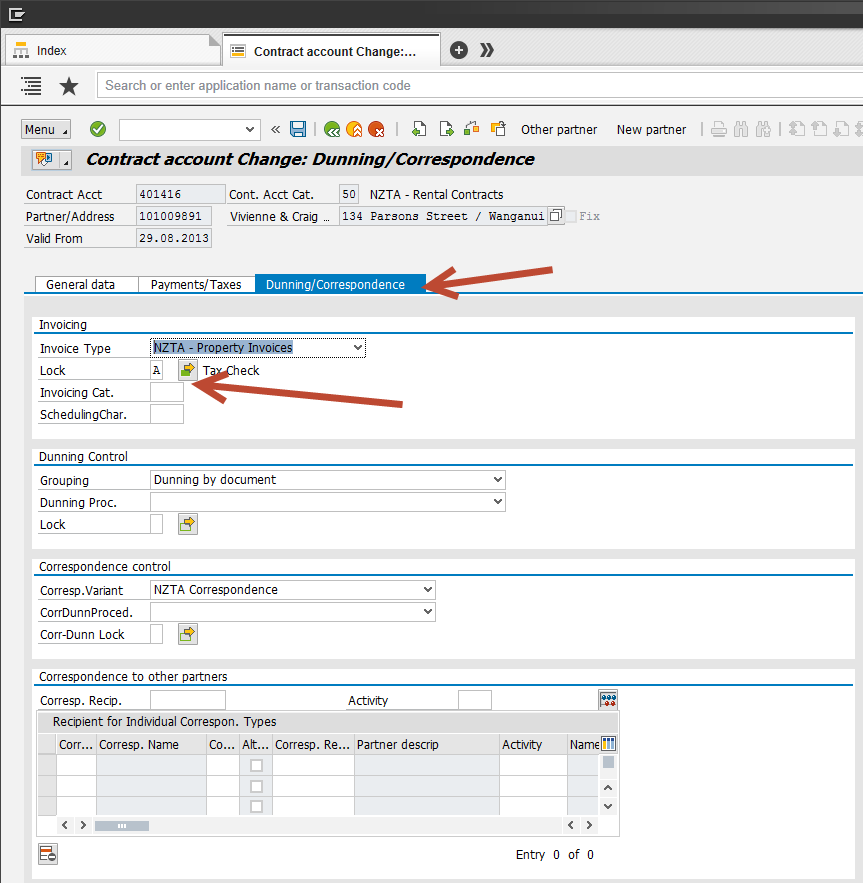 Index
Contract account Change:...
Search or enter application name or transaction code
Menu
Other partner New partner
Contract account Change: Dunning/Correspondence
Contract Acct 401416 Cont. Acct Cat. 50 NZTA - Rental Contracts
Partner/Address 101009891 Vivienne & Craig ... 134 Parsons Street / Wanganui Fix
Valid From 29.08.2013
General data Payments/Taxes Dunning/Correspondence
Invoicing
Invoice Type NZTA - Property Invoices
Lock A Tax Check
Invoicing Cat.
SchedulingChar.
Dunning Control
Grouping Dunning by document
Dunning Proc.
Lock
Correspondence control
Corresp.Variant NZTA Correspondence
CorrDunnProced.
Corr-Dunn Lock
Correspondence to other partners
Corresp. Recip. Activity
Recipient for Individual Correspon. Types
Corr... Corresp. Name Co... Alt... Corresp. Re... Partner descrip Activity Name
Entry 0 of 0